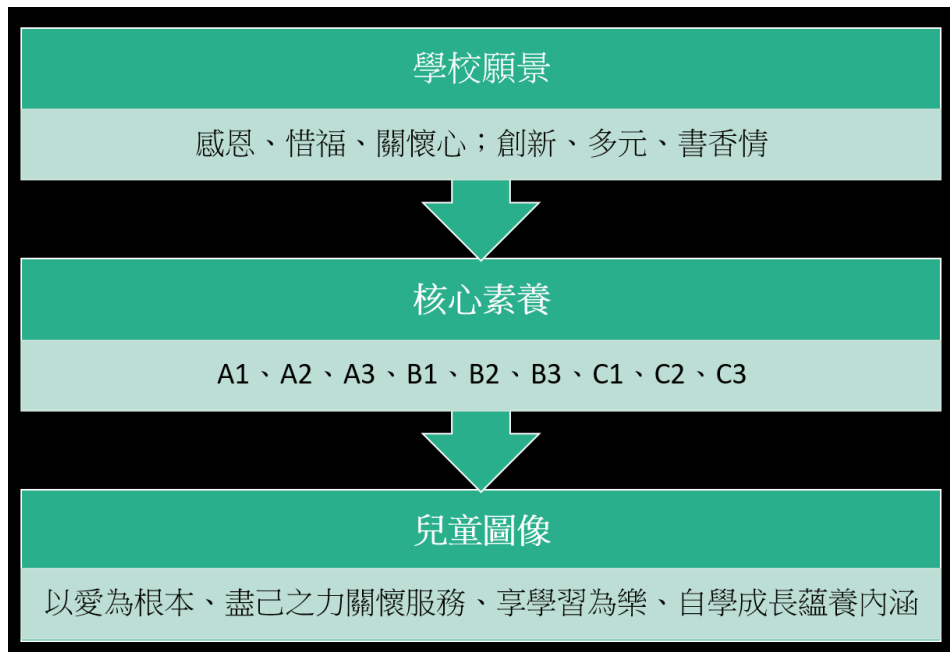 學校願景
感恩、惜福、關懷心；創新、多元、書香情
核心素養
A1、A2、A3、B1、B2、B3、C1、C2、C3
兒童圖像
以愛為根本、盡己之力關懷服務、享學習為樂、自學成長蘊養內涵